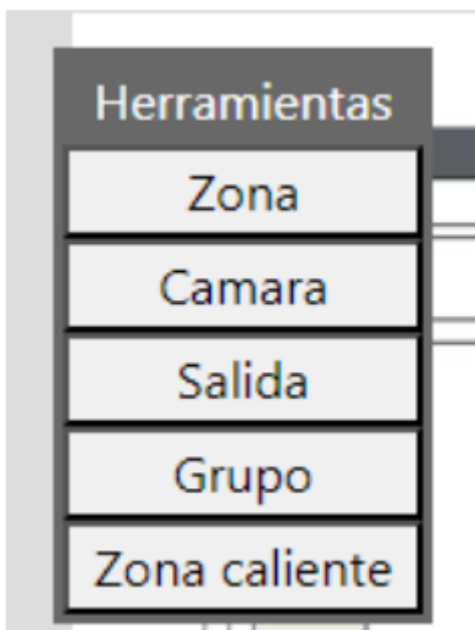 Herramientas
Zona
Camara
Salida
Grupo
Zona caliente